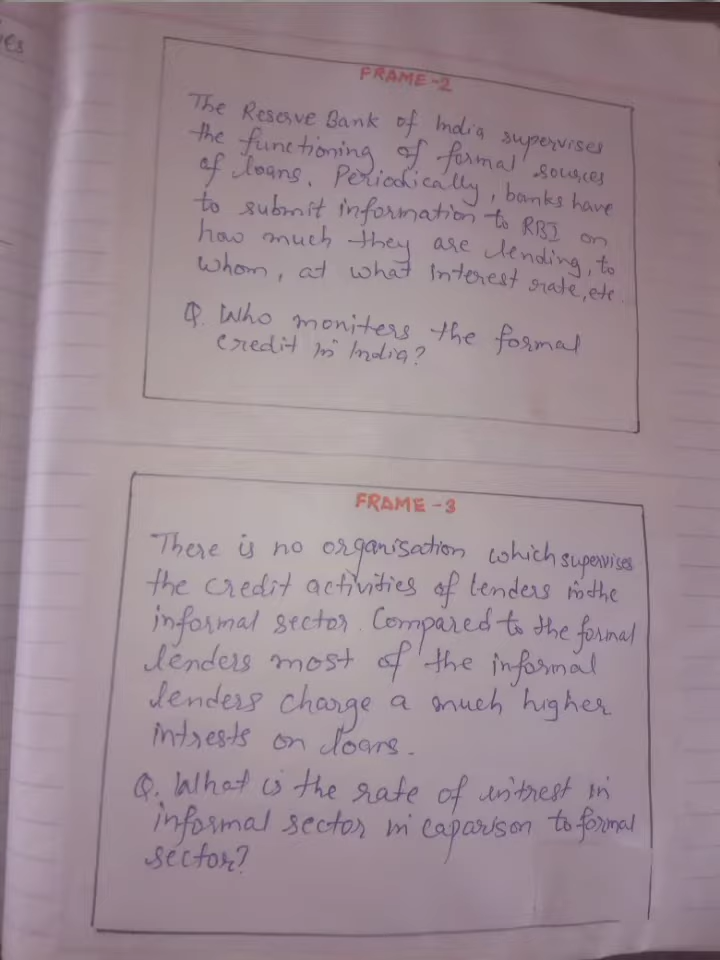 es
FRAME-2
The Reserve Bank of India supervises
the functioning of formal sources
of loans. Periodically, banks have
to submit information to RBI on
how much they are lending, to
whom, at what interest rate, etc.
Q. Who moniters the formal
credit in India?
FRAME-3
There is no organisation which supervises
the credit activities of lenders in the
informal sector. Compared to the formal
lenders most of the informal
lenders charge a much higher
intrests on loans.
Q. What is the rate of intrest in
informal sector in caparison to formal
sector?